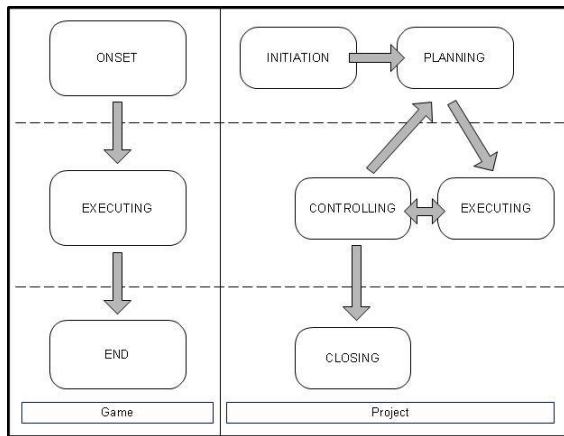 ONSET
INITIATION
PLANNING
EXECUTING
CONTROLLING
EXECUTING
END
CLOSING
Game
Project